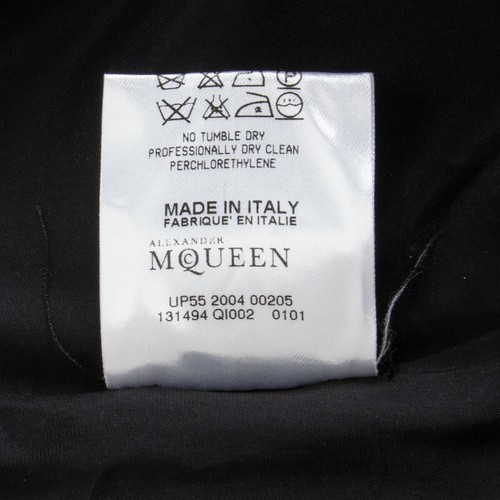 P
NO TUMBLE DRY
PROFESSIONALLY DRY CLEAN
PERCHLORETHYLENE
MADE IN ITALY
FABRIQUE' EN ITALIE
ALEXANDER
MCQUEEN
UP55 2004 00205
131494 QI002 0101